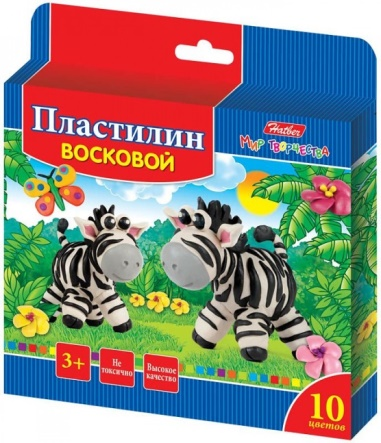 Hatber
Мир творчества
Пластилин
ВОСКОВОЙ
3+
Не
токсично
Высокое
качество
10
цветов